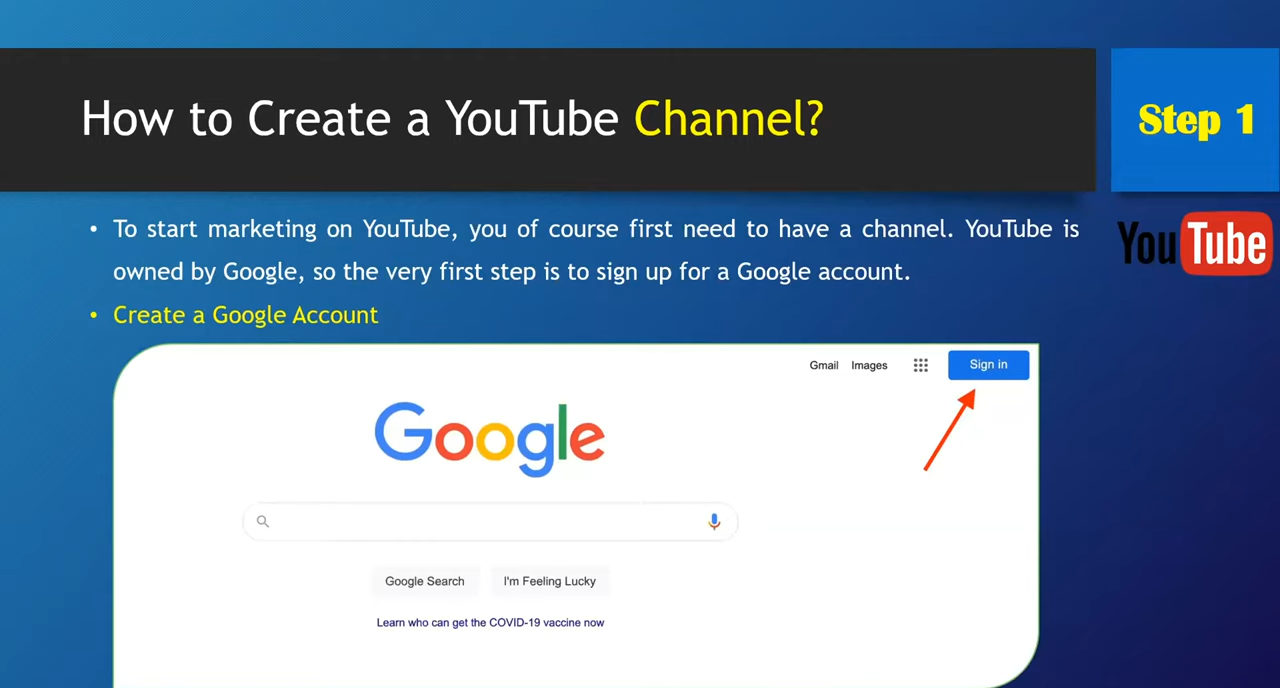 How to Create a YouTube Channel?
Step 1
• To start marketing on YouTube, you of course first need to have a channel. YouTube is
owned by Google, so the very first step is to sign up for a Google account.
YouTube
• Create a Google Account
Gmail Images Sign in
Google
Google Search I'm Feeling Lucky
Learn who can get the COVID-19 vaccine now